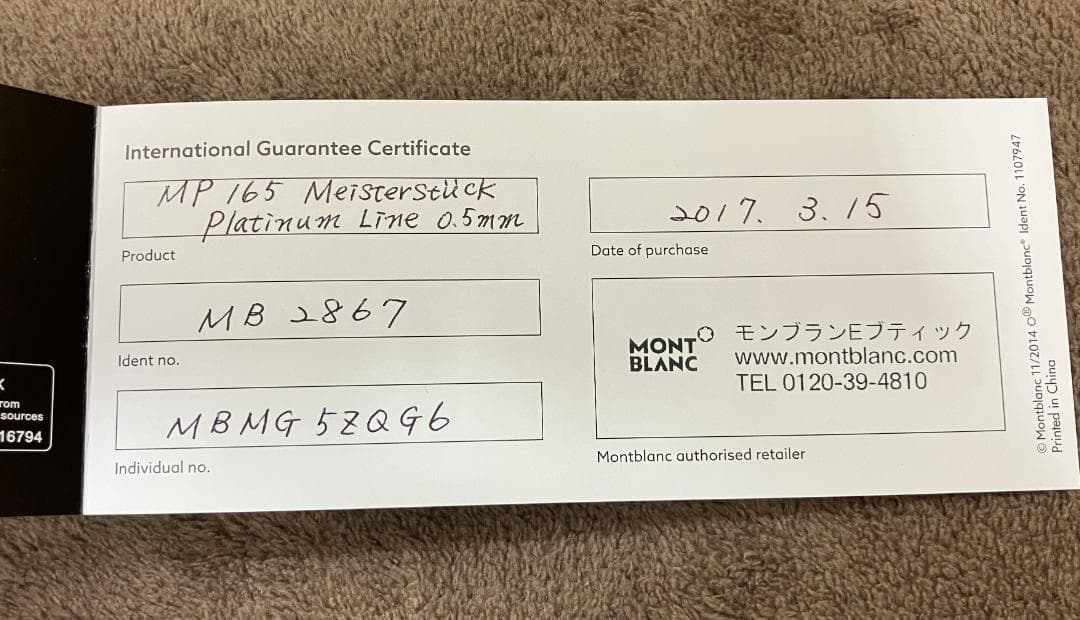 International Guarantee Certificate
MP 165 Meisterstück
Platinum Line 0.5mm
Product
MB 2867
Ident no.
MBMG5ZQG6
Individual no.
2017. 3. 15
Date of purchase
MONT
BLANC
モンブランEブティック
www.montblanc.com
TEL 0120-39-4810
Montblanc authorised retailer
© Montblanc 11/2014 ® Montblanc® Ident No. 1107947
Printed in China
rom
sources
16794